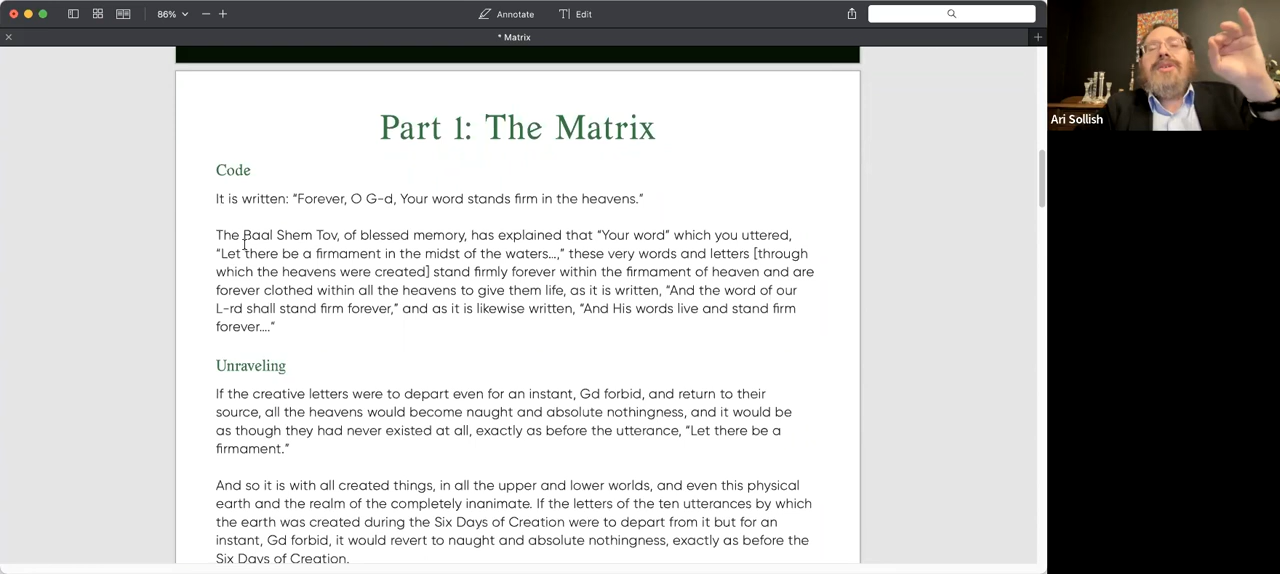 86%
Annotate
Edit
* Matrix
Part 1: The Matrix
Code
It is written: “Forever, O G-d, Your word stands firm in the heavens.”
The Baal Shem Tov, of blessed memory, has explained that “Your word” which you uttered,
“Let there be a firmament in the midst of the waters…,” these very words and letters [through
which the heavens were created] stand firmly forever within the firmament of heaven and are
forever clothed within all the heavens to give them life, as it is written, “And the word of our
L-rd shall stand firm forever,” and as it is likewise written, “And His words live and stand firm
forever….”
Unraveling
If the creative letters were to depart even for an instant, Gd forbid, and return to their
source, all the heavens would become naught and absolute nothingness, and it would be
as though they had never existed at all, exactly as before the utterance, “Let there be a
firmament.”
And so it is with all created things, in all the upper and lower worlds, and even this physical
earth and the realm of the completely inanimate. If the letters of the ten utterances by which
the earth was created during the Six Days of Creation were to depart from it but for an
instant, Gd forbid, it would revert to naught and absolute nothingness, exactly as before the
Six Days of Creation.
Ari Sollish